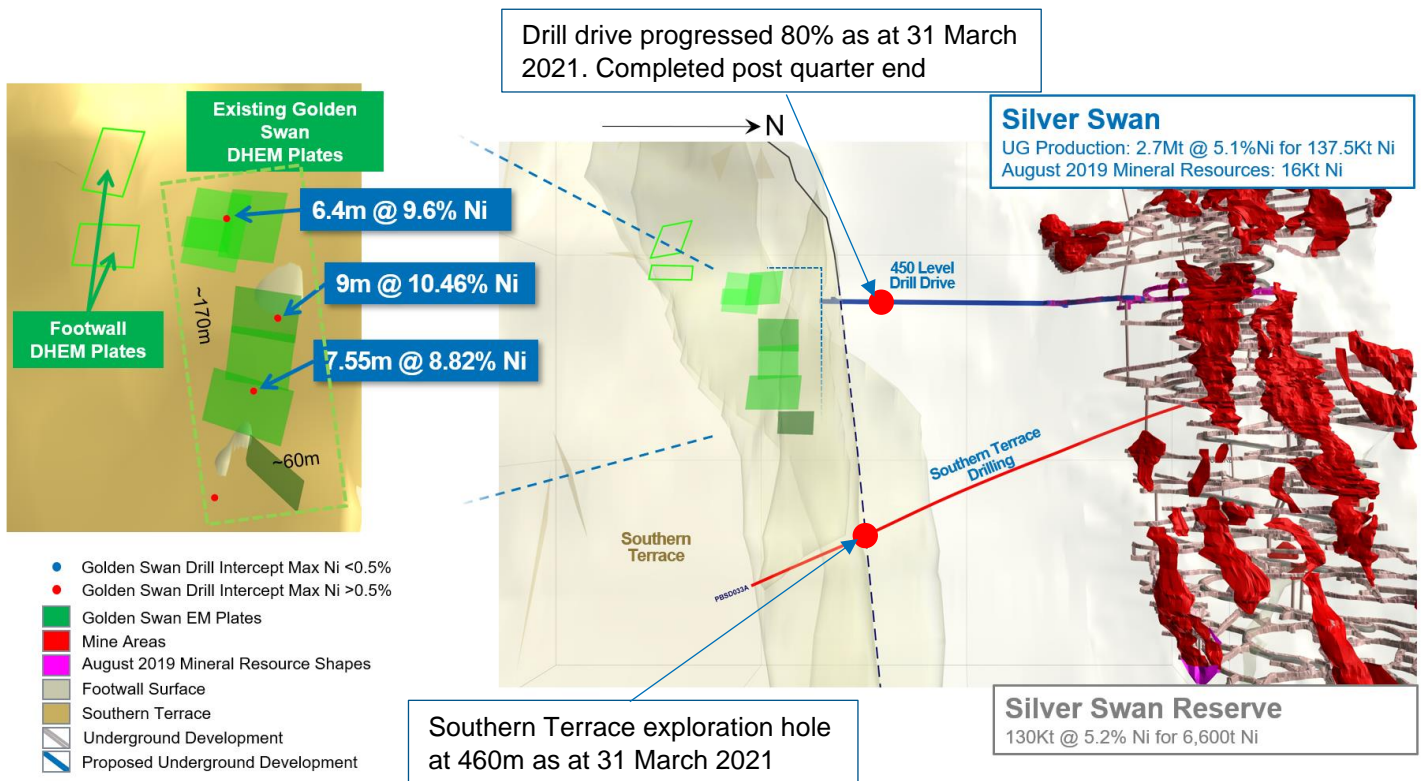 Drill drive progressed 80% as at 31 March
2021. Completed post quarter end
Existing Golden
Swan
DHEM Plates
6.4m @ 9.6% Ni
9m @ 10.46% Ni
7.55m @ 8.82% Ni
~170m
~60m
Footwall
DHEM Plates
N
Silver Swan
UG Production: 2.7Mt @ 5.1%Ni for 137.5Kt Ni
August 2019 Mineral Resources: 16Kt Ni
450 Level
Drill Drive
Southern Terrace
Drilling
Southern
Terrace
PBSD033A
Golden Swan Drill Intercept Max Ni <0.5%
Golden Swan Drill Intercept Max Ni >0.5%
Golden Swan EM Plates
Mine Areas
August 2019 Mineral Resource Shapes
Footwall Surface
Southern Terrace
Underground Development
Proposed Underground Development
Southern Terrace exploration hole
at 460m as at 31 March 2021
Silver Swan Reserve
130Kt @ 5.2% Ni for 6,600t Ni